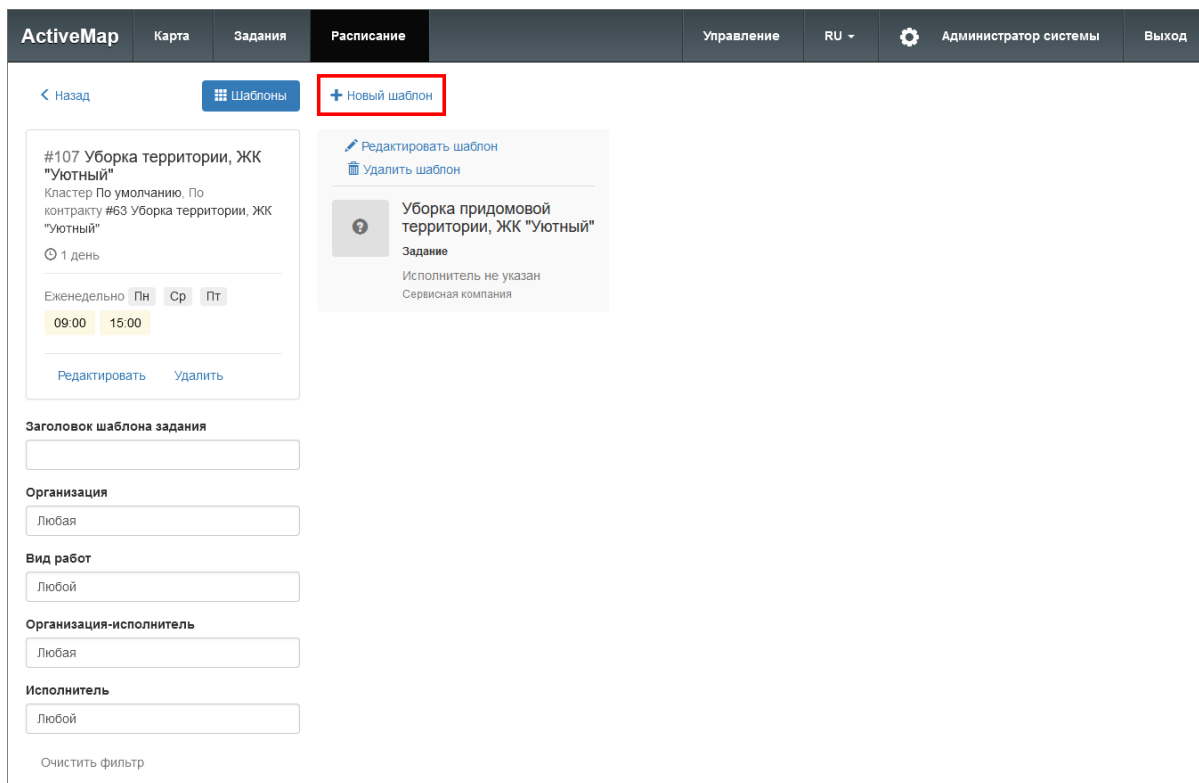 ActiveMap Карта Задания Расписание Управление RU Администратор системы Выход
Назад Шаблоны Новый шаблон
#107 Уборка территории, ЖК
"Уютный"
Кластер По умолчанию, По
контракту #63 Уборка территории, ЖК
"Уютный"
1 день
Еженедельно Пн Ср Пт
09:00 15:00
Редактировать Удалить
Редактировать шаблон
Удалить шаблон
Уборка придомовой
территории, ЖК "Уютный"
Задание
Исполнитель не указан
Сервисная компания
Заголовок шаблона задания
Организация
Любая
Вид работ
Любой
Организация-исполнитель
Любая
Исполнитель
Любой
Очистить фильтр